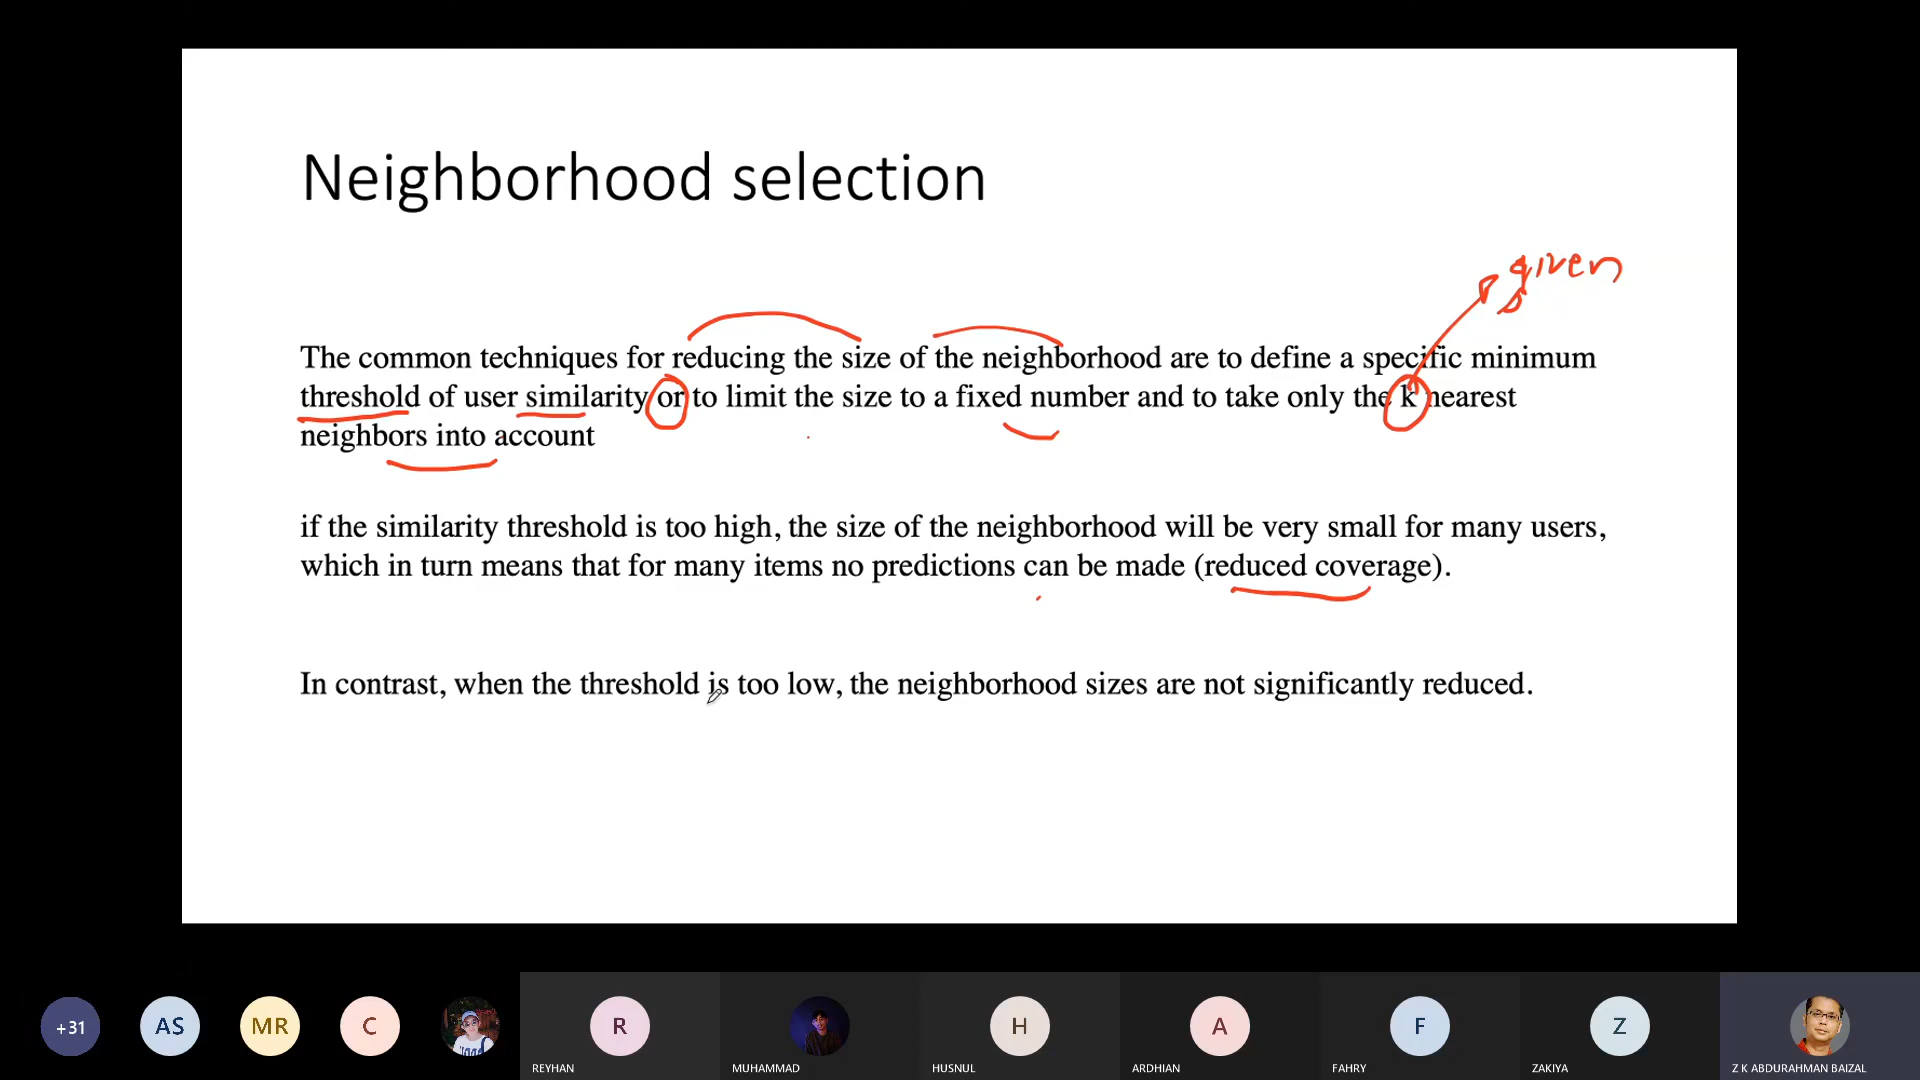 Neighborhood selection
given
The common techniques for reducing the size of the neighborhood are to define a specific minimum
threshold of user similarity or to limit the size to a fixed number and to take only the k nearest
neighbors into account
if the similarity threshold is too high, the size of the neighborhood will be very small for many users,
which in turn means that for many items no predictions can be made (reduced coverage).
In contrast, when the threshold is too low, the neighborhood sizes are not significantly reduced.
+31
AS
MR
C
R
H
A
F
Z
REYHAN
MUHAMMAD
HUSNUL
ARDHIAN
FAHRY
ZAKIYA
Z K ABDURAHMAN BAIZAL